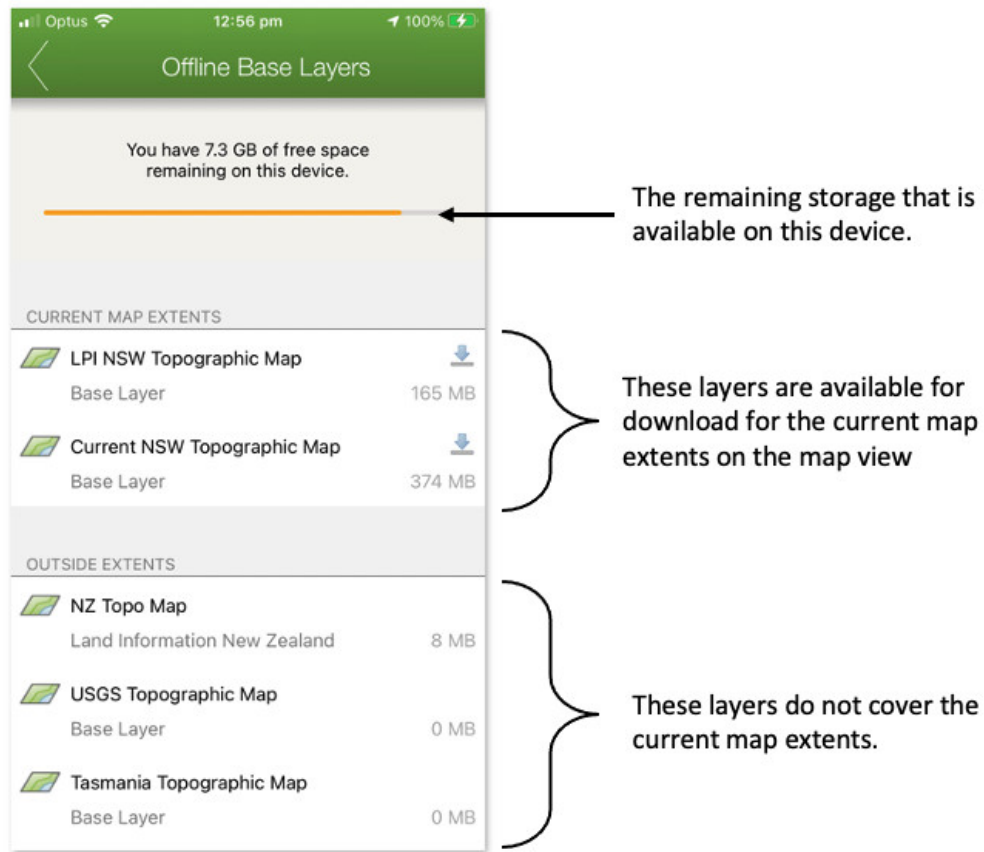 Optus 12:56 pm 100%
Offline Base Layers
You have 7.3 GB of free space
remaining on this device.
The remaining storage that is
available on this device.
CURRENT MAP EXTENTS
LPI NSW Topographic Map
Base Layer 165 MB
Current NSW Topographic Map
Base Layer 374 MB
These layers are available for
download for the current map
extents on the map view
OUTSIDE EXTENTS
NZ Topo Map
Land Information New Zealand 8 MB
USGS Topographic Map
Base Layer 0 MB
Tasmania Topographic Map
Base Layer 0 MB
These layers do not cover the
current map extents.